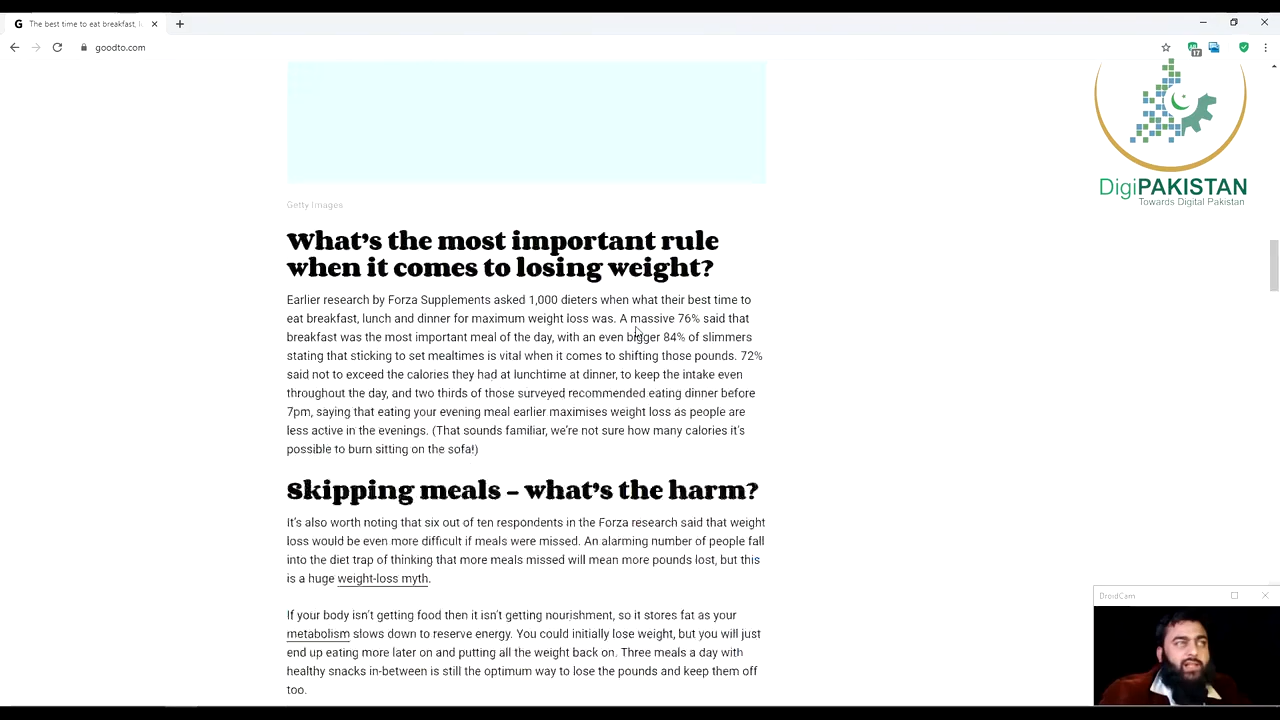 The best time to eat breakfast, l
goodto.com
17
DigiPAKISTAN
Towards Digital Pakistan
Getty Images
What's the most important rule
when it comes to losing weight?
Earlier research by Forza Supplements asked 1,000 dieters when what their best time to
eat breakfast, lunch and dinner for maximum weight loss was. A massive 76% said that
breakfast was the most important meal of the day, with an even bigger 84% of slimmers
stating that sticking to set mealtimes is vital when it comes to shifting those pounds. 72%
said not to exceed the calories they had at lunchtime at dinner, to keep the intake even
throughout the day, and two thirds of those surveyed recommended eating dinner before
7pm, saying that eating your evening meal earlier maximises weight loss as people are
less active in the evenings. (That sounds familiar, we're not sure how many calories it's
possible to burn sitting on the sofa!)
Skipping meals – what's the harm?
It's also worth noting that six out of ten respondents in the Forza research said that weight
loss would be even more difficult if meals were missed. An alarming number of people fall
into the diet trap of thinking that more meals missed will mean more pounds lost, but this
is a huge weight-loss myth.
If your body isn't getting food then it isn't getting nourishment, so it stores fat as your
metabolism slows down to reserve energy. You could initially lose weight, but you will just
end up eating more later on and putting all the weight back on. Three meals a day with
healthy snacks in-between is still the optimum way to lose the pounds and keep them off
too.
DroidCam